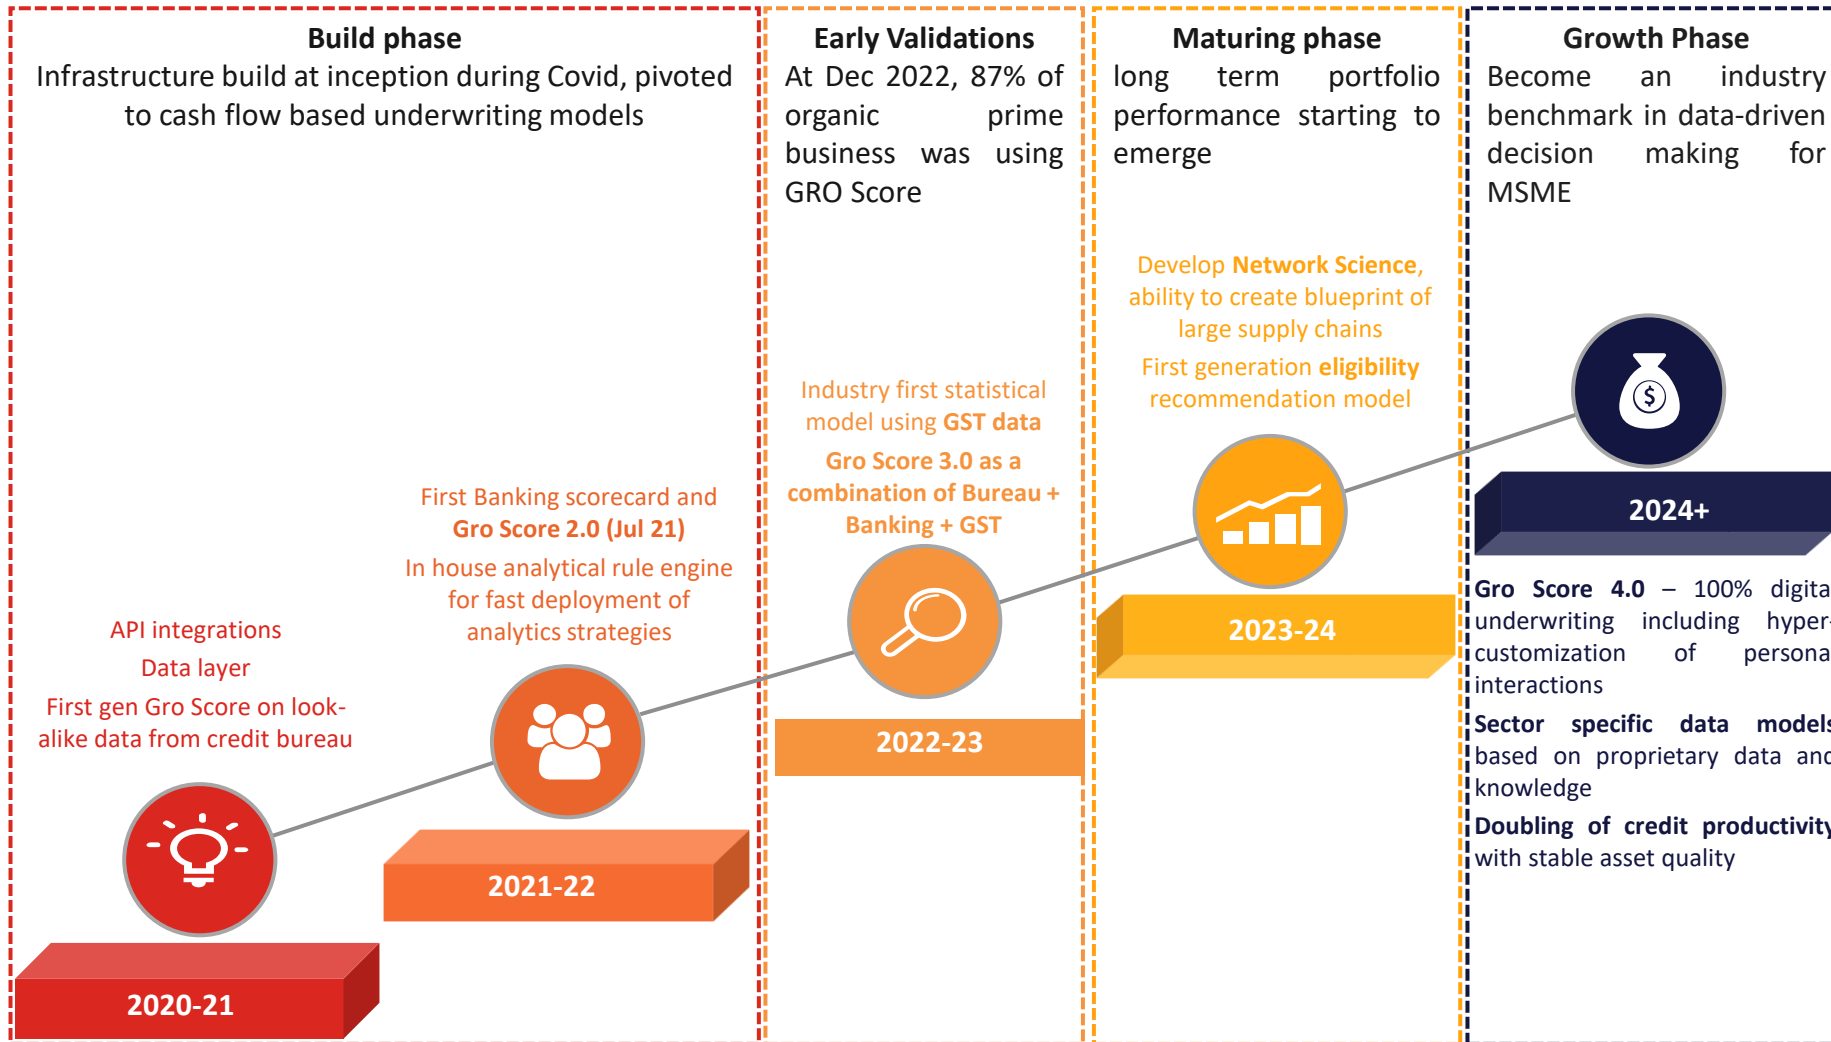 Build phase
Infrastructure build at inception during Covid, pivoted
to cash flow based underwriting models
API integrations
Data layer
First gen Gro Score on look-
alike data from credit bureau
2020-21
First Banking scorecard and
Gro Score 2.0 (Jul 21)
In house analytical rule engine
for fast deployment of
analytics strategies
2021-22
Early Validations
At Dec 2022, 87% of
organic prime
business was using
GRO Score
Industry first statistical
model using GST data
Gro Score 3.0 as a
combination of Bureau +
Banking + GST
2022-23
Maturing phase
long term portfolio
performance starting to
emerge
Develop Network Science,
ability to create blueprint of
large supply chains
First generation eligibility
recommendation model
2023-24
Growth Phase
Become an industry
benchmark in data-driven
decision making for
MSME
$
2024+
Gro Score 4.0 – 100% digita
underwriting including hyper-
customization of persona
interactions
Sector specific data models
based on proprietary data and
knowledge
Doubling of credit productivity
with stable asset quality